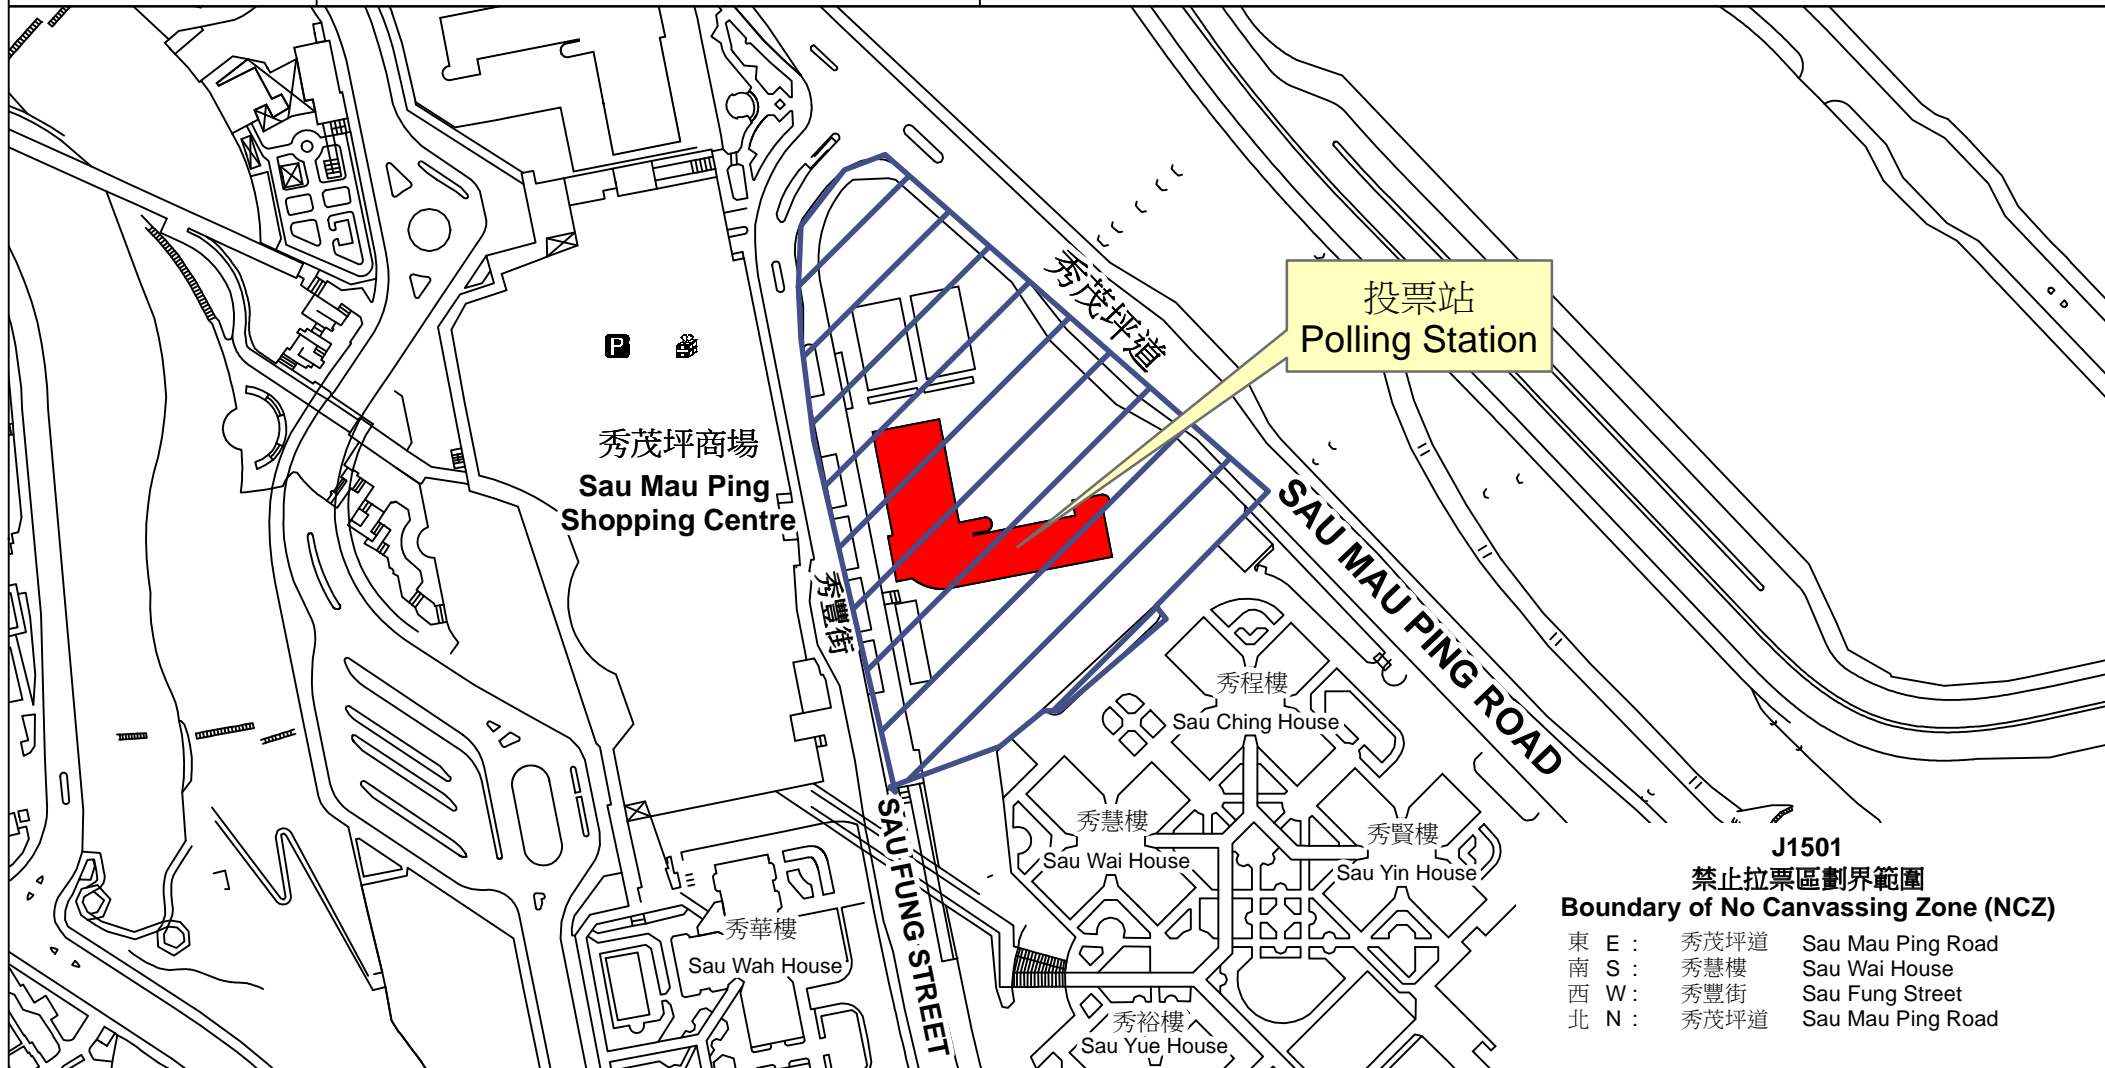 秀茂坪道
投票站
Polling Station
P
秀茂坪商場
Sau Mau Ping
Shopping Centre
SAU MAU PING ROAD
秀豐街
秀程樓
Sau Ching House
秀慧樓
Sau Wai House
秀賢樓
Sau Yin House
SAU FUNG STREET
秀華樓
Sau Wah House
秀裕樓
Sau Yue House
J1501
禁止拉票區劃界範圍
Boundary of No Canvassing Zone (NCZ)
東 E : 秀茂坪道 Sau Mau Ping Road
南 S : 秀慧樓 Sau Wai House
西 W : 秀豐街 Sau Fung Street
北 N : 秀茂坪道 Sau Mau Ping Road